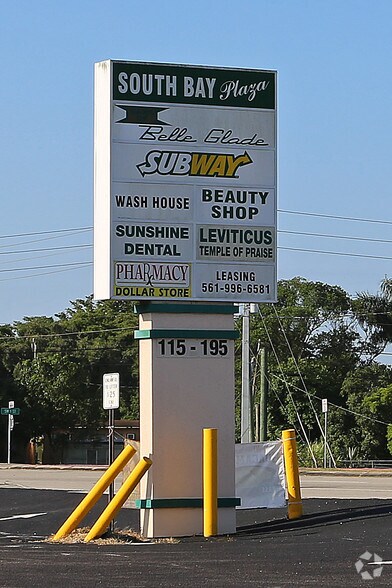 SOUTH BAY Plaza
Belle Glade
SUBWAY
WASH HOUSE
BEAUTY
SHOP
SUNSHINE
DENTAL
LEVITICUS
TEMPLE of PRAISE
PHARMACY
DOLLAR STORE
LEASING
561-996-6581
115 - 195